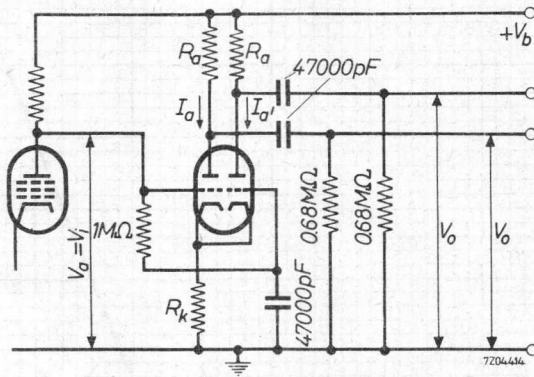 +V_b
R_a
R_a
47000pF
I_a
I_a'
V_a = V_i
1MΩ
0,68MΩ
0,68MΩ
V_o
V_o
R_k
47000pF
7Z04414